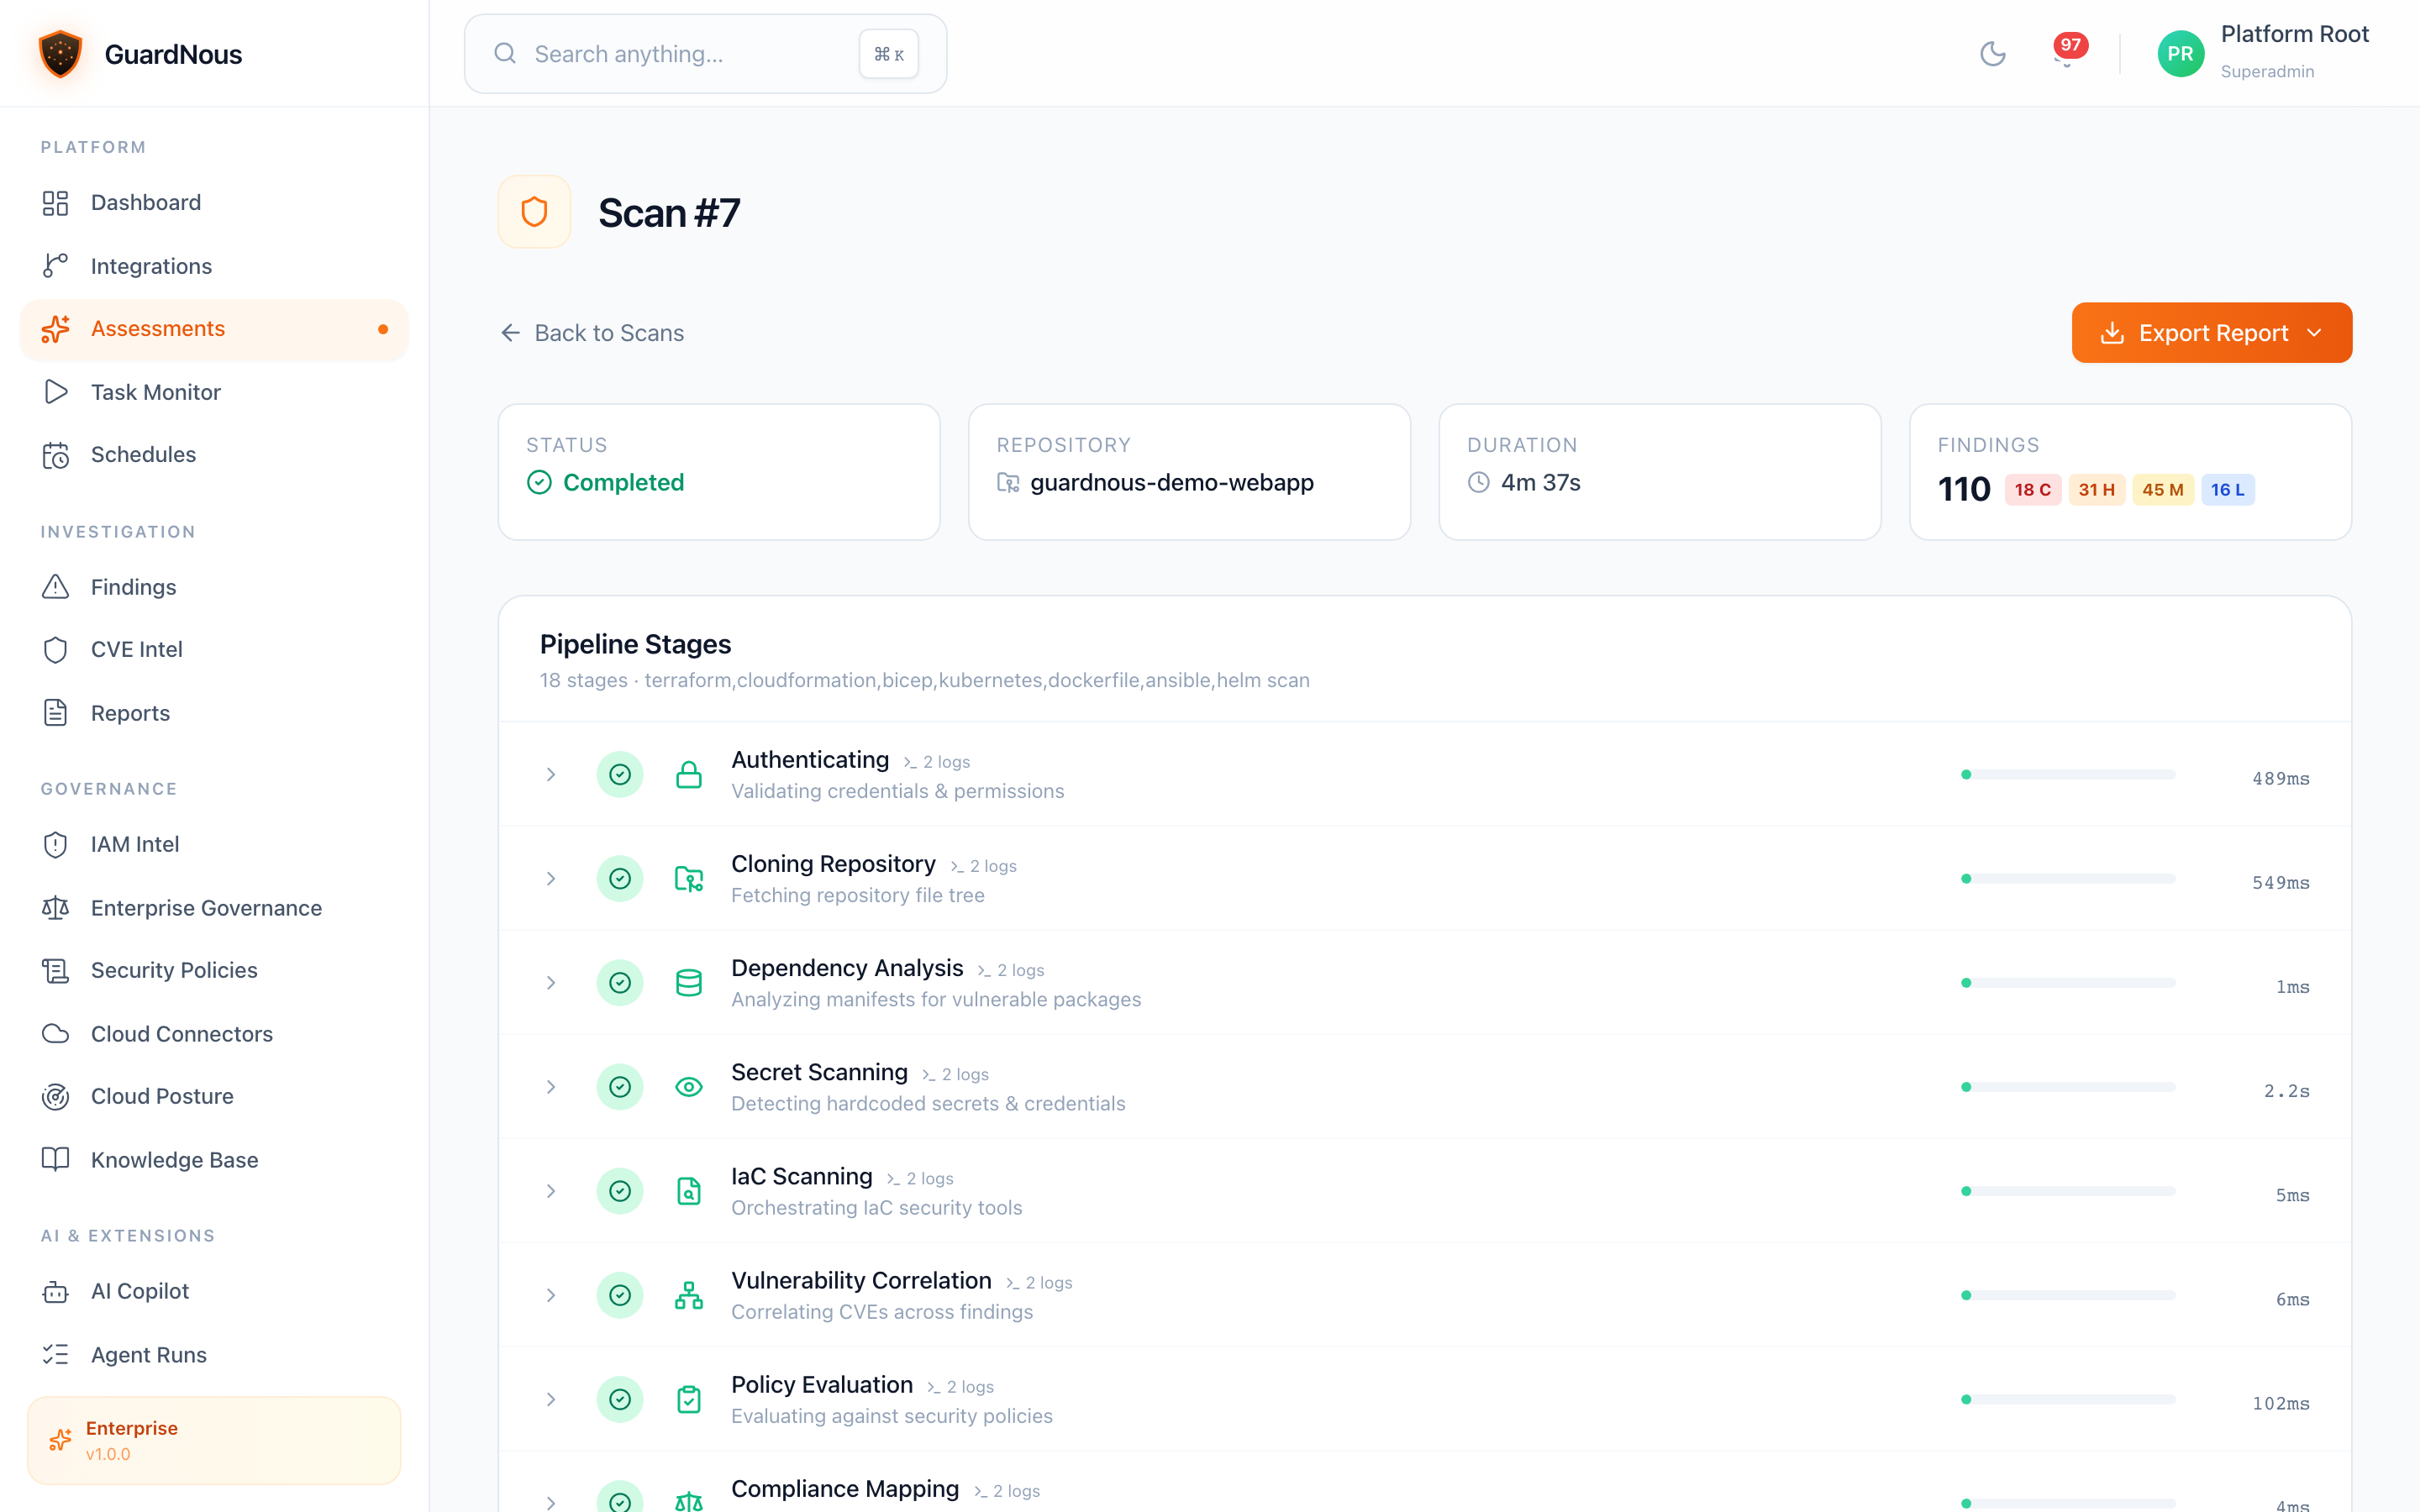 GuardNous
Search anything...
⌘ K
97
PR
Platform Root
Superadmin
PLATFORM
Dashboard
Integrations
Assessments
Task Monitor
Schedules
INVESTIGATION
Findings
CVE Intel
Reports
GOVERNANCE
IAM Intel
Enterprise Governance
Security Policies
Cloud Connectors
Cloud Posture
Knowledge Base
AI & EXTENSIONS
AI Copilot
Agent Runs
Enterprise
v1.0.0
Scan #7
Back to Scans
Export Report
STATUS
Completed
REPOSITORY
guardnous-demo-webapp
DURATION
4m 37s
FINDINGS
110 18 C 31 H 45 M 16 L
Pipeline Stages
18 stages · terraform,cloudformation,bicep,kubernetes,dockerfile,ansible,helm scan
Authenticating >_ 2 logs
Validating credentials & permissions
489ms
Cloning Repository >_ 2 logs
Fetching repository file tree
549ms
Dependency Analysis >_ 2 logs
Analyzing manifests for vulnerable packages
1ms
Secret Scanning >_ 2 logs
Detecting hardcoded secrets & credentials
2.2s
IaC Scanning >_ 2 logs
Orchestrating IaC security tools
5ms
Vulnerability Correlation >_ 2 logs
Correlating CVEs across findings
6ms
Policy Evaluation >_ 2 logs
Evaluating against security policies
102ms
Compliance Mapping >_ 2 logs
4ms